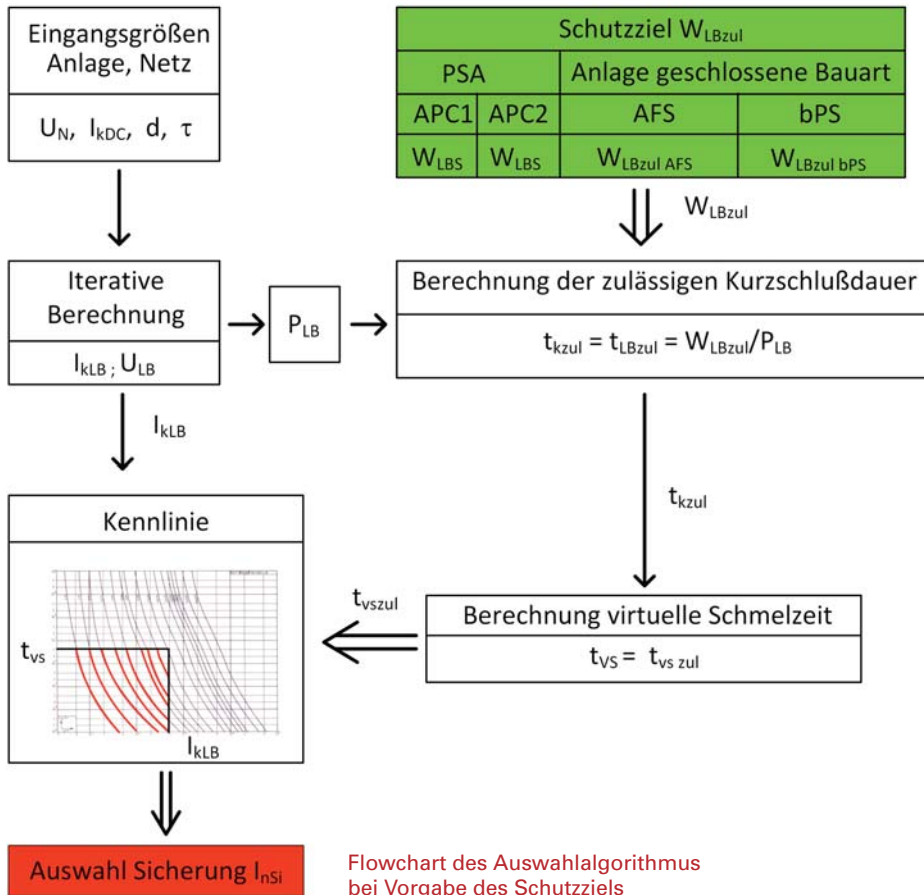 Eingangsgrößen
Anlage, Netz
U_N, I_kDC, d, τ
Schutzziel W_LBzul
PSA
Anlage geschlossene Bauart
APC1
APC2
AFS
bPS
W_LBS
W_LBS
W_LBzul AFS
W_LBzul bPS
W_LBzul
Iterative
Berechnung
I_kLB ; U_LB
P_LB
Berechnung der zulässigen Kurzschlußdauer
t_kzul = t_LBzul = W_LBzul/P_LB
I_kLB
t_kzul
Kennlinie
t_vs
I_kLB
t_vszul
Berechnung virtuelle Schmelzeit
t_VS = t_vs zul
Auswahl Sicherung I_nSi
Flowchart des Auswahlalgorithmus
bei Vorgabe des Schutzziels